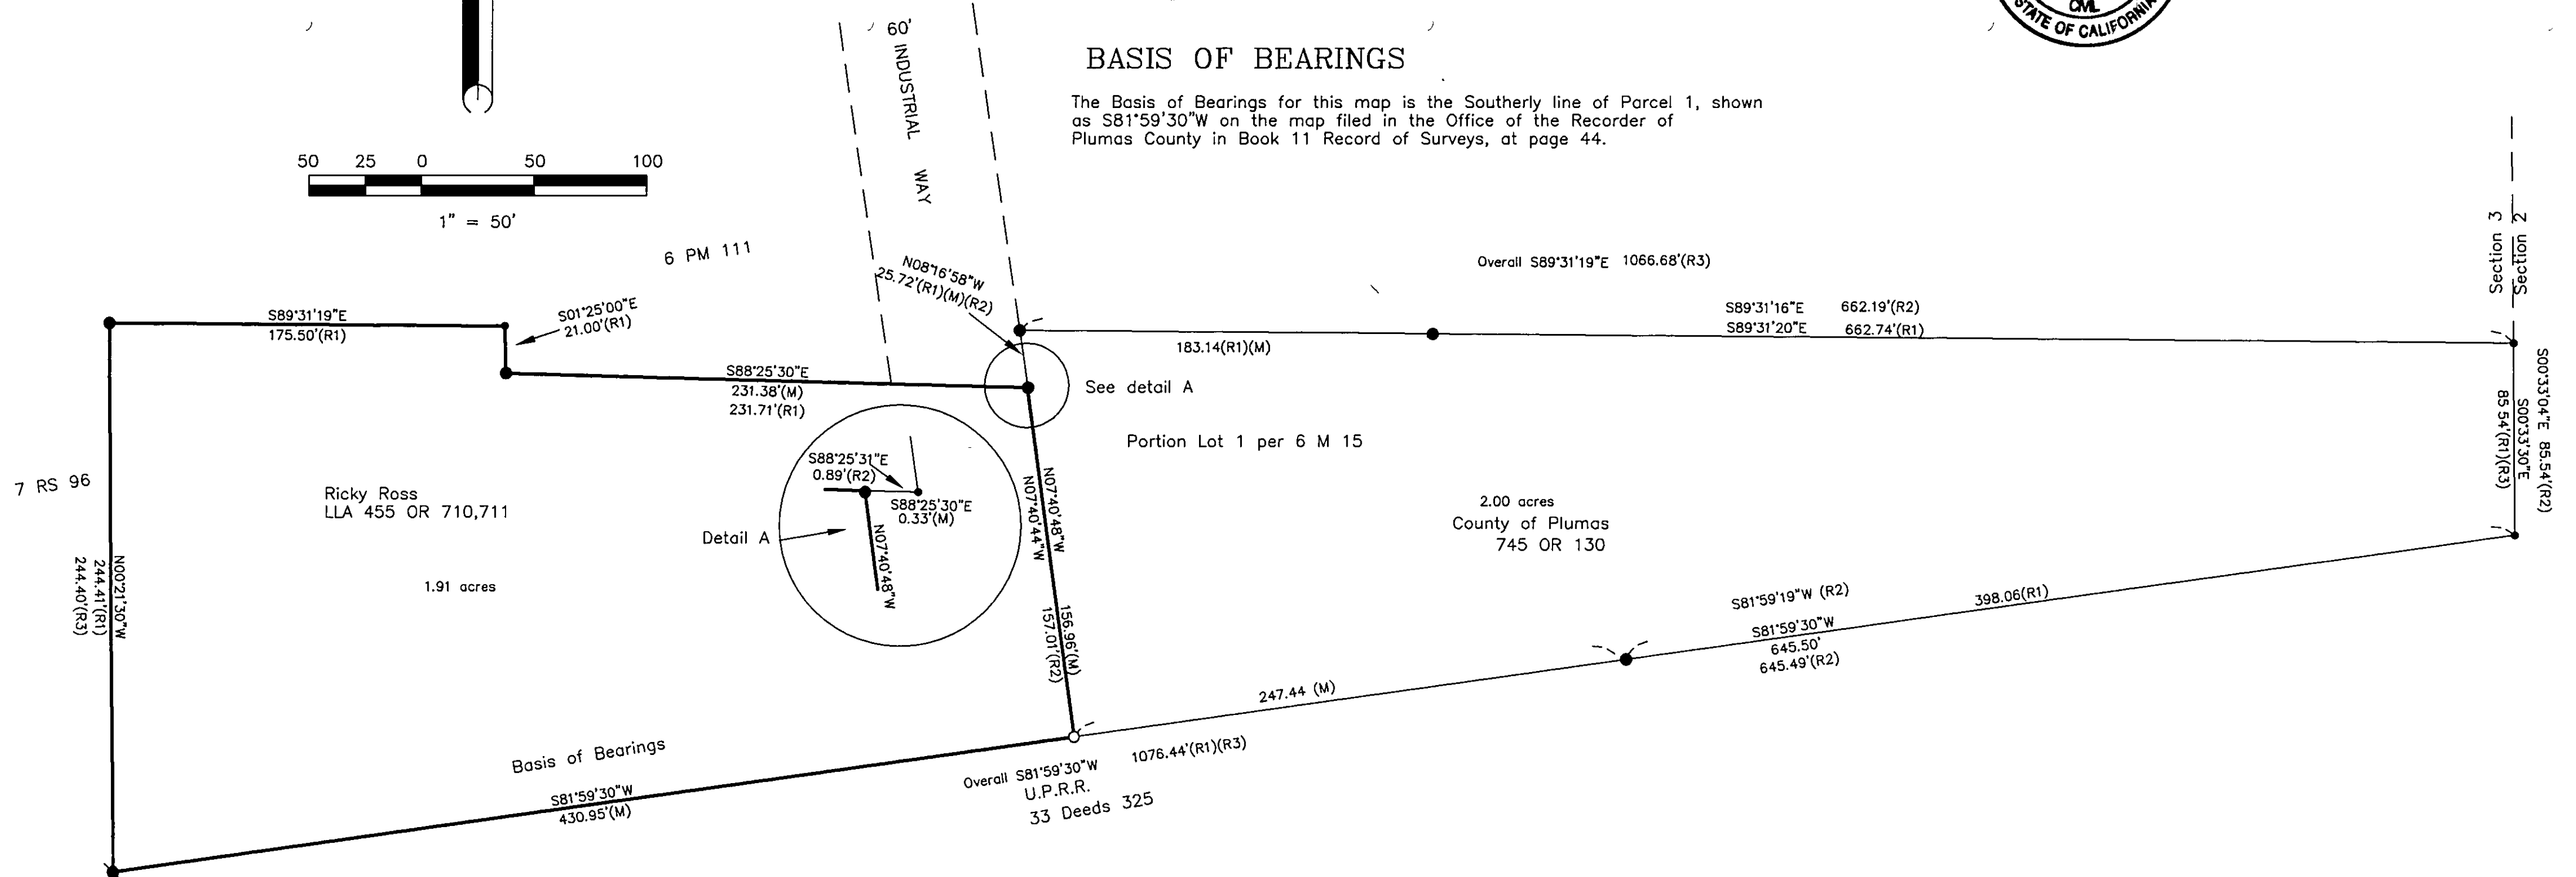 CIVIL
STATE OF CALIFORNIA
60'
INDUSTRIAL WAY
BASIS OF BEARINGS
The Basis of Bearings for this map is the Southerly line of Parcel 1, shown
as S81°59'30"W on the map filed in the Office of the Recorder of
Plumas County in Book 11 Record of Surveys, at page 44.
50 25 0 50 100
1" = 50'
6 PM 111
Section 3
Section 2
Overall S89°31'19"E 1066.68'(R3)
N08°16'58"W
25.72'(R1)(M)(R2)
S89°31'19"E
175.50'(R1)
S01°25'00"E
21.00'(R1)
S89°31'16"E 662.19'(R2)
S89°31'20"E 662.74'(R1)
183.14(R1)(M)
S88°25'30"E
231.38'(M)
231.71'(R1)
See detail A
S00°33'04"E 85.54'(R2)
S00°33'30"E
85.54'(R1)(R3)
Portion Lot 1 per 6 M 15
7 RS 96
Ricky Ross
LLA 455 OR 710,711
S88°25'31"E
0.89'(R2)
S88°25'30"E
0.33'(M)
N07°40'48"W
Detail A
N07°40'48"W
N07°40'44"W
156.96'(M)
157.01'(R2)
2.00 acres
County of Plumas
745 OR 130
N00°21'30"W
244.41'(R1)
244.40'(R3)
1.91 acres
S81°59'19"W (R2)
398.06(R1)
S81°59'30"W
645.50'
645.49'(R2)
247.44 (M)
Basis of Bearings
Overall S81°59'30"W 1076.44'(R1)(R3)
U.P.R.R.
33 Deeds 325
S81°59'30"W
430.95'(M)